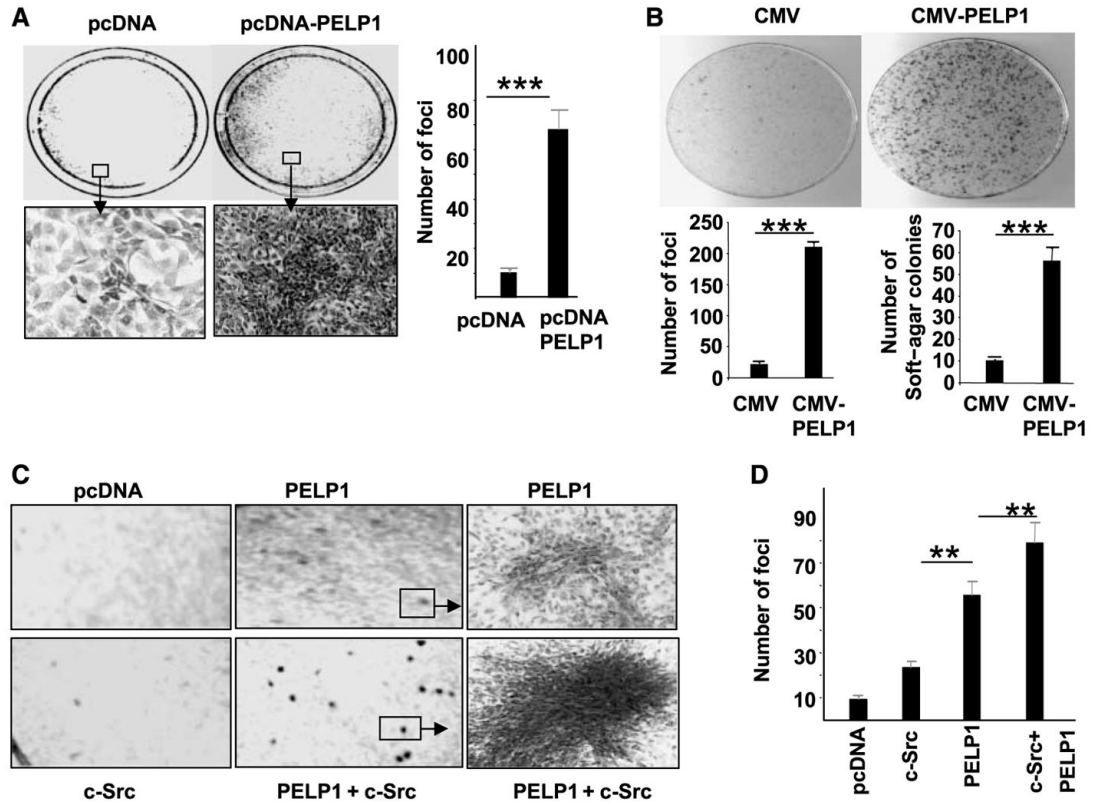 A
pcDNA
pcDNA-PELP1
Number of foci
100
80
60
40
20
***
pcDNA
pcDNA
PELP1
B
CMV
CMV-PELP1
Number of foci
250
200
150
100
50
0
***
CMV
CMV-
PELP1
Number of
Soft-agar colonies
70
60
50
40
30
20
10
0
***
CMV
CMV-
PELP1
C
pcDNA
PELP1
PELP1
c-Src
PELP1 + c-Src
PELP1 + c-Src
D
Number of foci
90
70
50
30
10
**
**
pcDNA
c-Src
PELP1
c-Src+
PELP1